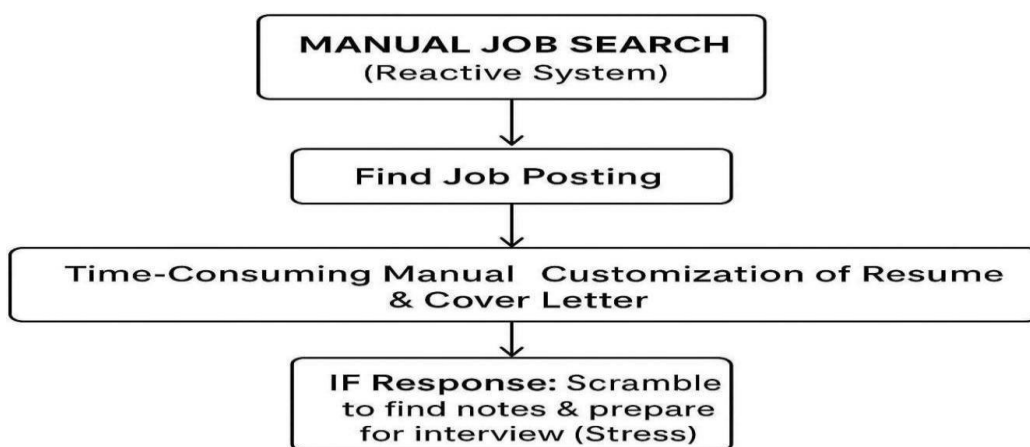 MANUAL JOB SEARCH
(Reactive System)
Find Job Posting
Time-Consuming Manual Customization of Resume
& Cover Letter
IF Response: Scramble
to find notes & prepare
for interview (Stress)